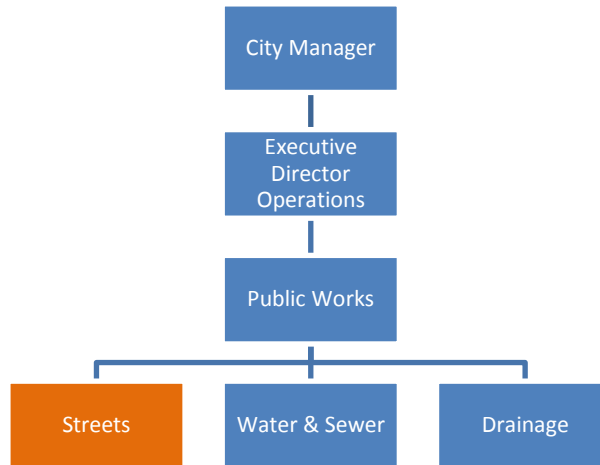 City Manager
Executive
Director
Operations
Public Works
Streets
Water & Sewer
Drainage